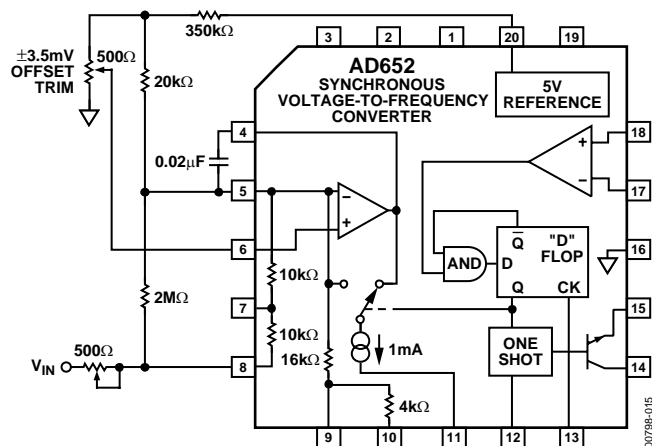 350kΩ
3
2
1
20
19
±3.5mV
OFFSET
TRIM
500Ω
20kΩ
AD652
SYNCHRONOUS
VOLTAGE-TO-FREQUENCY
CONVERTER
5V
REFERENCE
4
18
0.02µF
+
5
–
–
17
+
6
Q
"D"
FLOP
16
AND
D
10kΩ
Q
CK
2MΩ
7
15
10kΩ
ONE
SHOT
1mA
VIN
500Ω
8
16kΩ
14
4kΩ
9
10
11
12
13
00798-015